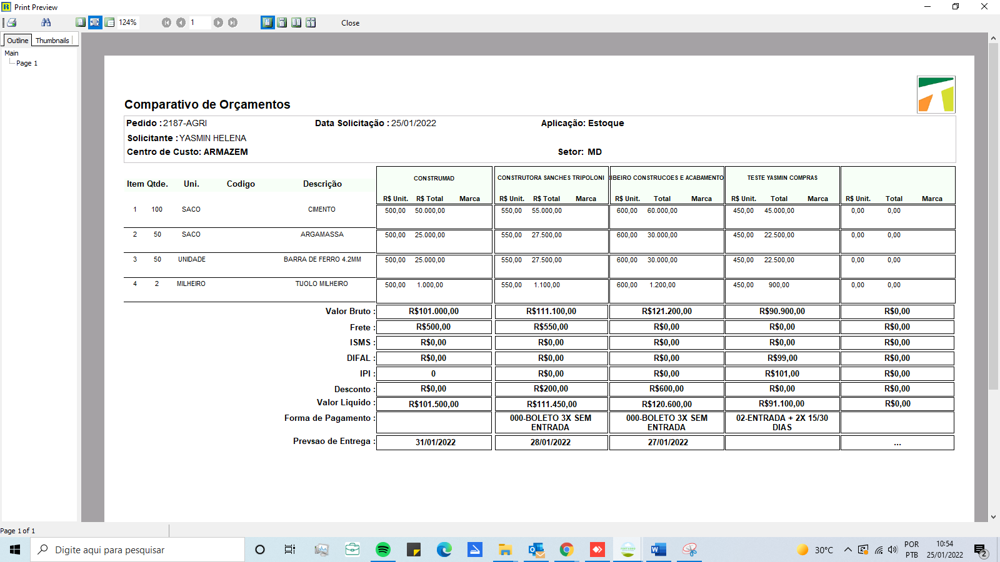 Print Preview
124%
1
Close
Outline
Thumbnails
Main
Page 1
Comparativo de Orçamentos
Pedido : 2187-AGRI Data Solicitação : 25/01/2022 Aplicação: Estoque
Solicitante : YASMIN HELENA
Centro de Custo: ARMAZEM Setor: MD
CONSTRUMAD CONSTRUTORA SANCHES TRIPOLONI IBEIRO CONSTRUCOES E ACABAMENTO TESTE YASMIN COMPRAS
Item Qtde. Uni. Codigo Descrição
R$ Unit. R$ Total Marca R$ Unit. R$ Total Marca R$ Unit. Total Marca R$ Unit. Total Marca R$ Unit. Total Marca
1 100 SACO CIMENTO 500,00 50.000,00 550,00 55.000,00 600,00 60.000,00 450,00 45.000,00 0,00 0,00
2 50 SACO ARGAMASSA 500,00 25.000,00 550,00 27.500,00 600,00 30.000,00 450,00 22.500,00 0,00 0,00
3 50 UNIDADE BARRA DE FERRO 4.2MM 500,00 25.000,00 550,00 27.500,00 600,00 30.000,00 450,00 22.500,00 0,00 0,00
4 2 MILHEIRO TIJOLO MILHEIRO 500,00 1.000,00 550,00 1.100,00 600,00 1.200,00 450,00 900,00 0,00 0,00
Valor Bruto : R$101.000,00 R$111.100,00 R$121.200,00 R$90.900,00 R$0,00
Frete : R$500,00 R$550,00 R$0,00 R$0,00 R$0,00
ISMS : R$0,00 R$0,00 R$0,00 R$0,00 R$0,00
DIFAL : R$0,00 R$0,00 R$0,00 R$99,00 R$0,00
IPI : 0 R$0,00 R$0,00 R$101,00 R$0,00
Desconto : R$0,00 R$200,00 R$600,00 R$0,00 R$0,00
Valor Liquido : R$101.500,00 R$111.450,00 R$120.600,00 R$91.100,00 R$0,00
Forma de Pagamento : 000-BOLETO 3X SEM 000-BOLETO 3X SEM 02-ENTRADA + 2X 15/30
ENTRADA ENTRADA DIAS
Prevsao de Entrega : 31/01/2022 28/01/2022 27/01/2022 ...
Page 1 of 1
Digite aqui para pesquisar
30°C
POR
PTB
10:54
25/01/2022
2